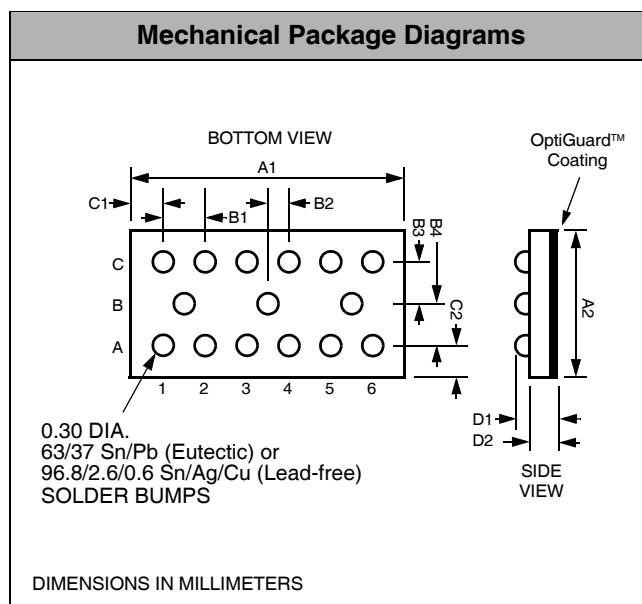 Mechanical Package Diagrams
BOTTOM VIEW
OptiGuard™
Coating
A1
C1
B1
B2
B3
B4
C
B
A
C2
A2
1 2 3 4 5 6
D1
D2
SIDE
VIEW
0.30 DIA.
63/37 Sn/Pb (Eutectic) or
96.8/2.6/0.6 Sn/Ag/Cu (Lead-free)
SOLDER BUMPS
DIMENSIONS IN MILLIMETERS